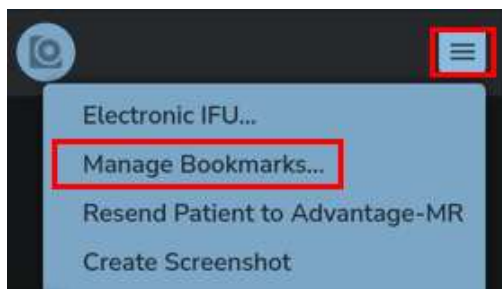 Electronic IFU...
Manage Bookmarks...
Resend Patient to Advantage-MR
Create Screenshot